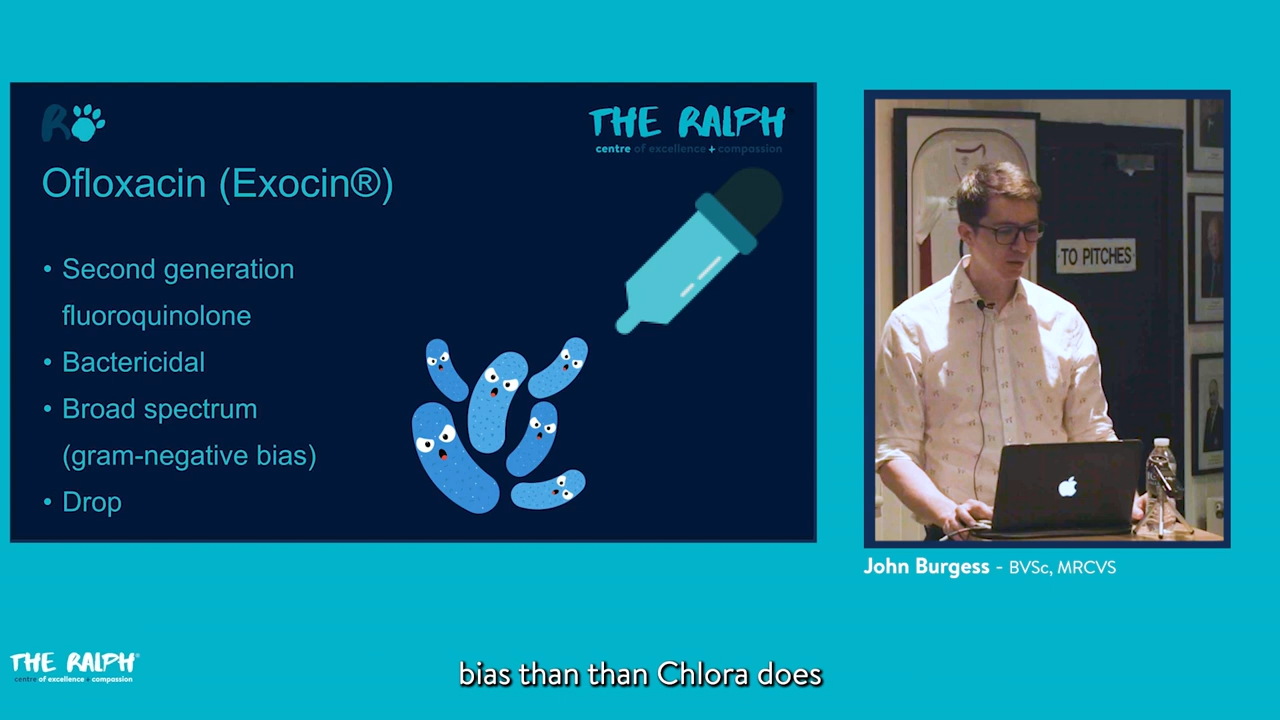 R
THE RALPH
centre of excellence + compassion
Ofloxacin (Exocin®)
• Second generation
fluoroquinolone
• Bactericidal
• Broad spectrum
(gram-negative bias)
• Drop
TO PITCHES
John Burgess - BVSc, MRCVS
THE RALPH®
centre of excellence + compassion
bias than than Chlora does